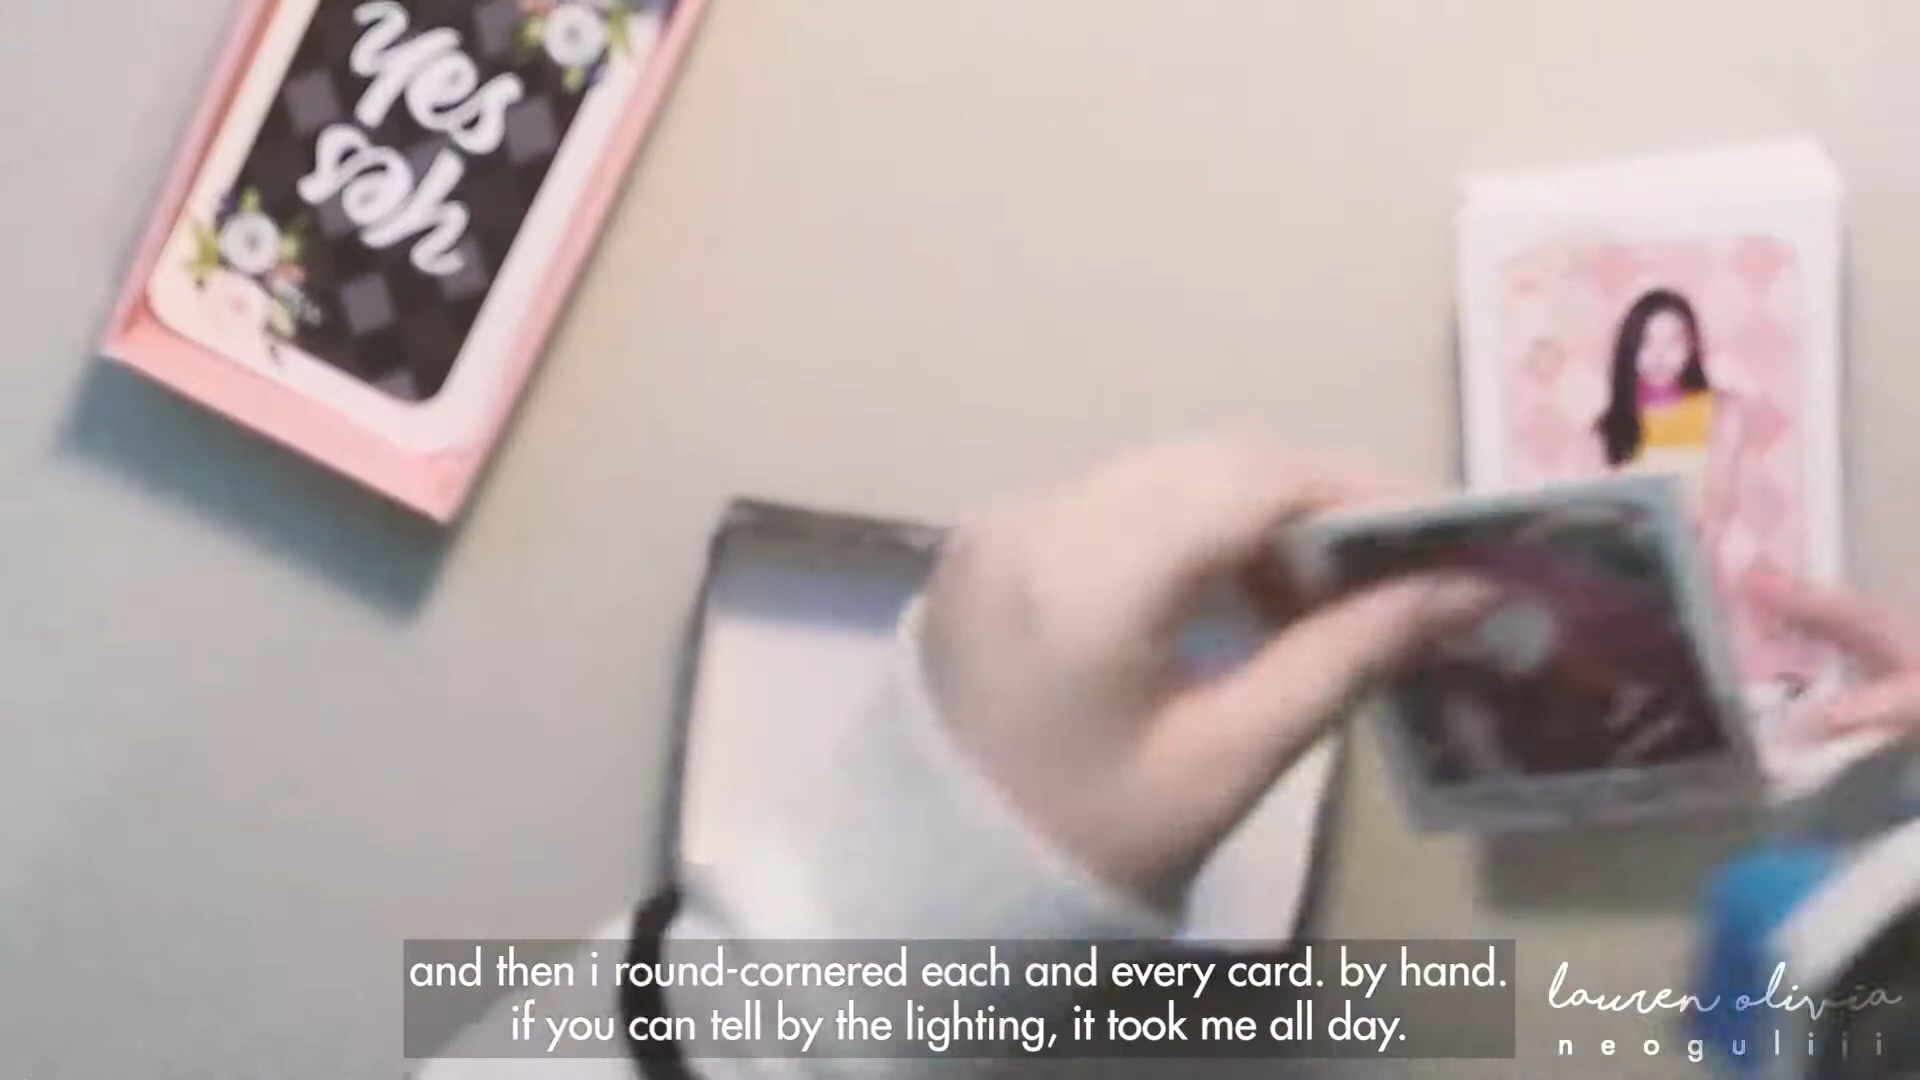 yes
seh
and then i round-cornered each and every card. by hand.
if you can tell by the lighting, it took me all day.
lauren olivia
neoguliii